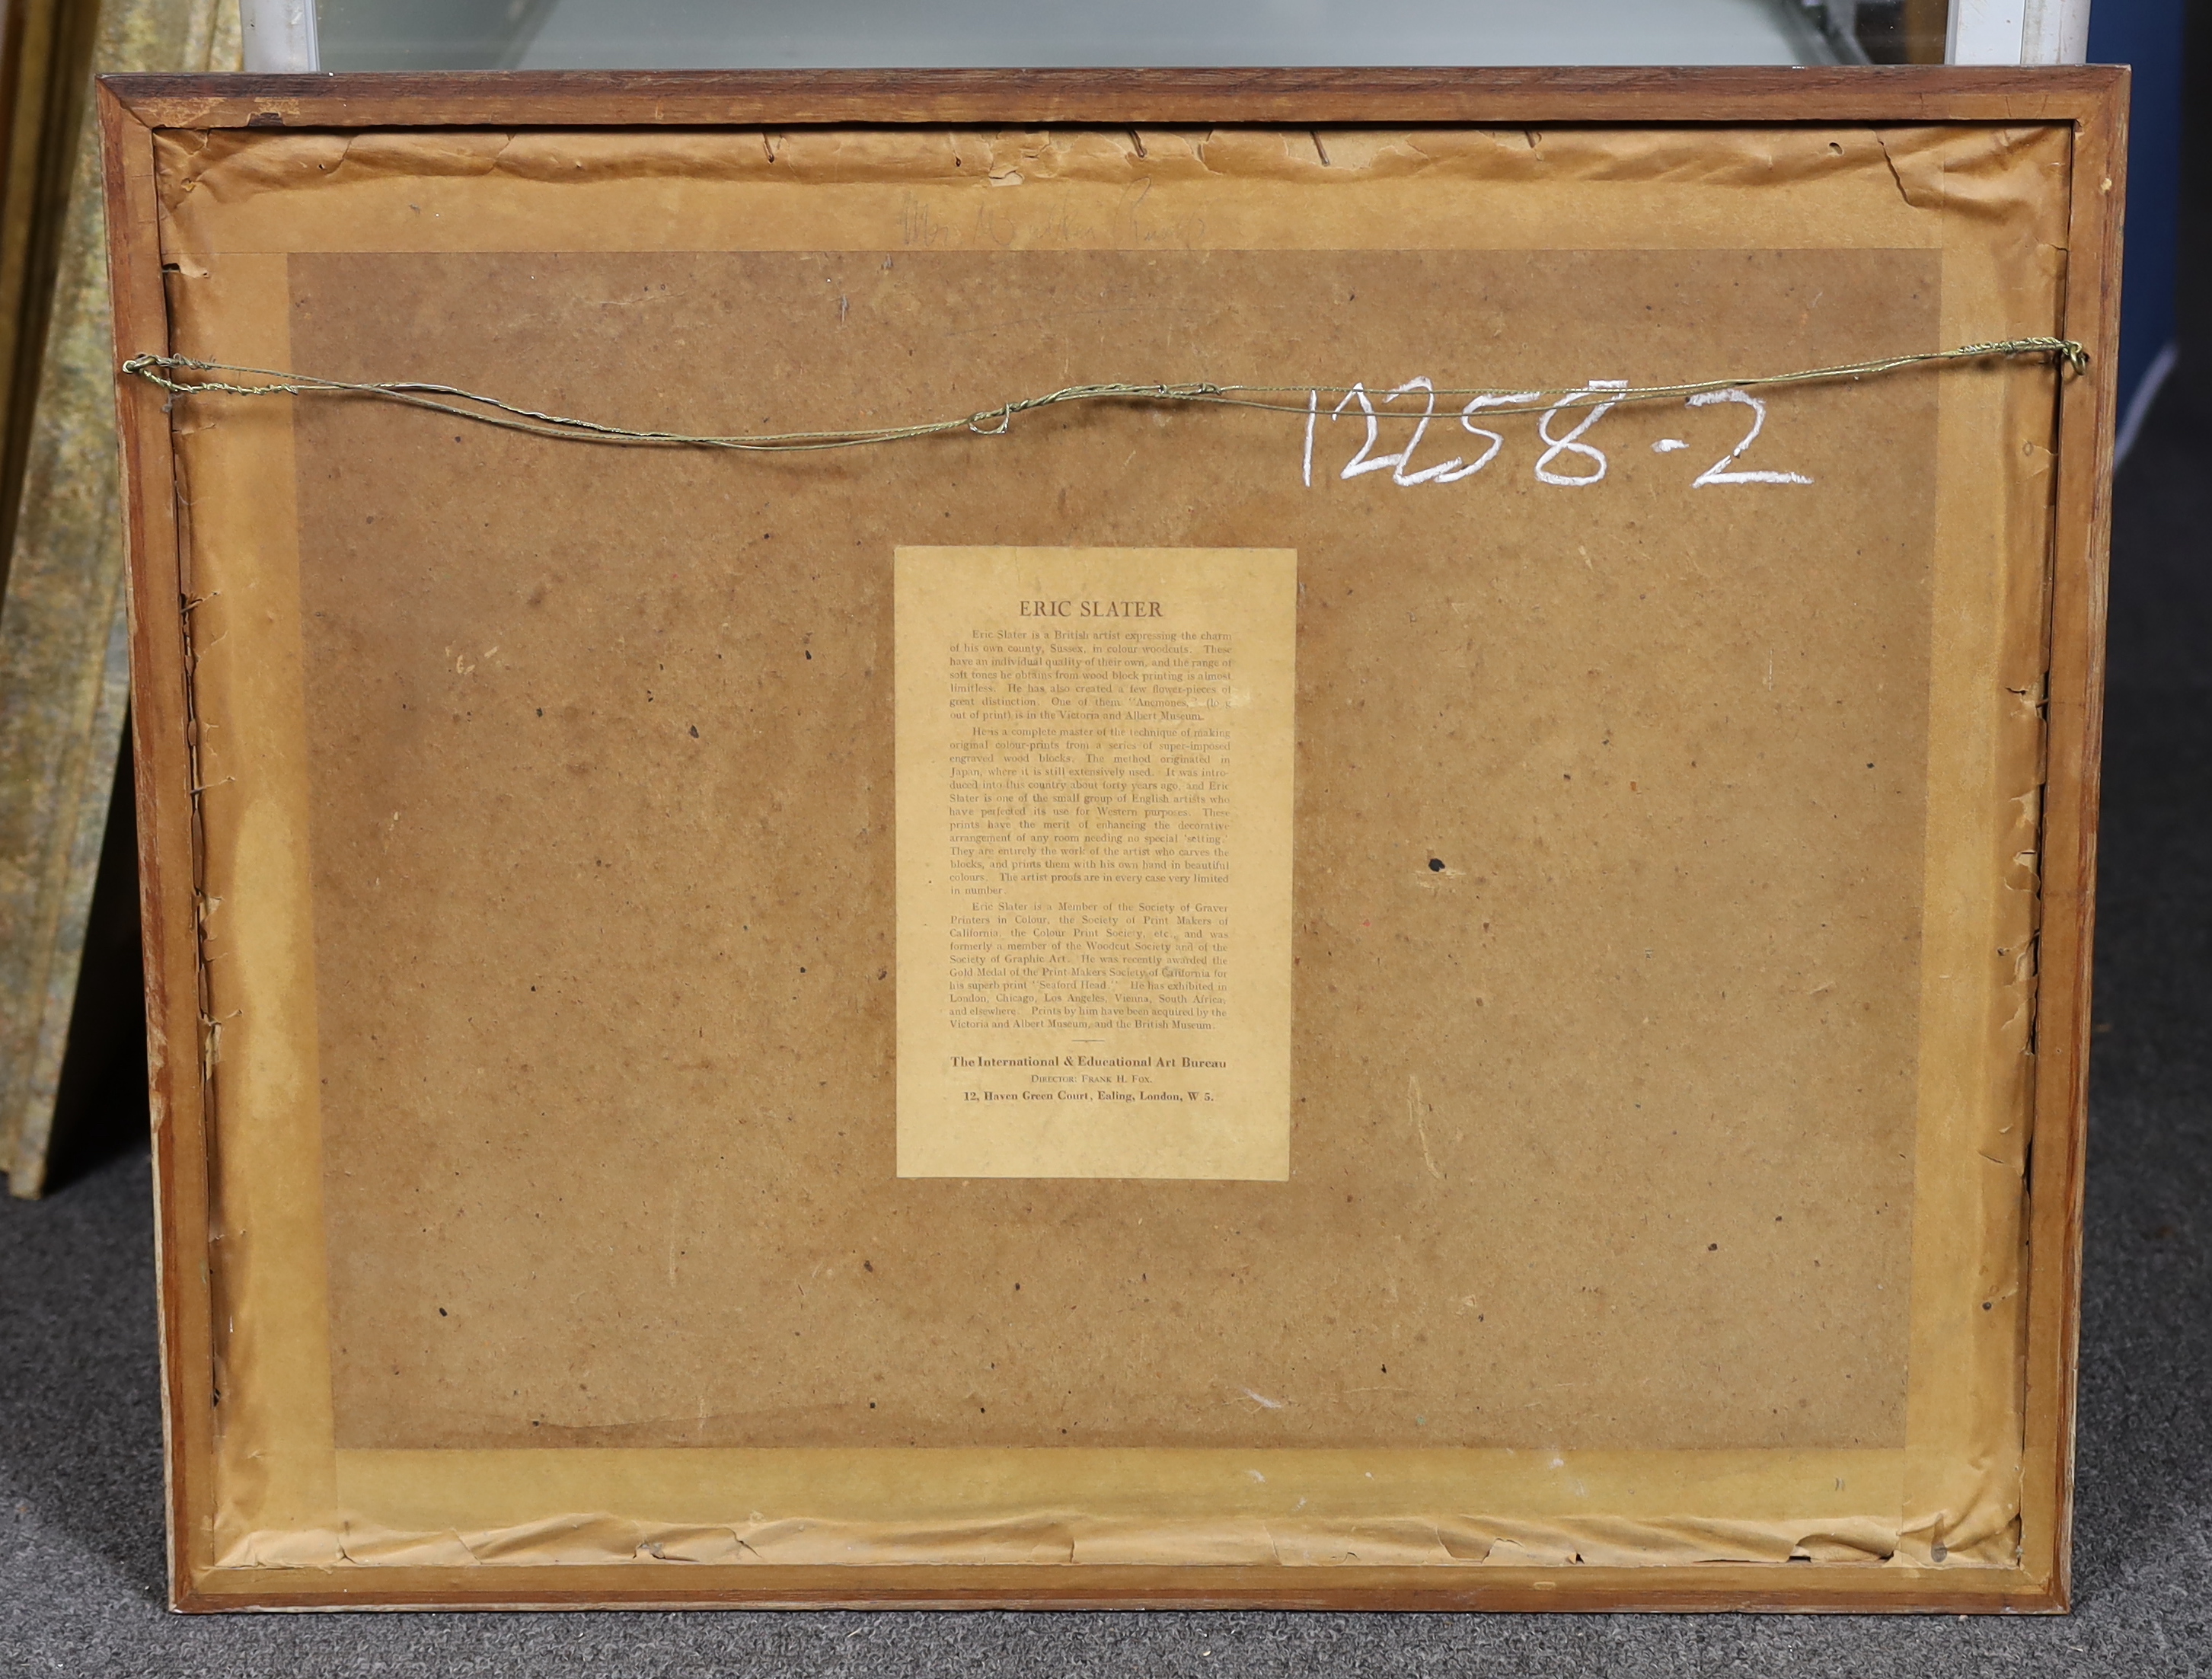 12258-2
ERIC SLATER
Eric Slater is a British artist expressing the charm
of his own county, Sussex, in colour woodcuts. These
have an individual quality of their own, and the range of
soft tones he obtains from wood block printing is almost
limitless. He has also created a few flower-pieces of
great distinction. One of them "Anemones," (long
out of print) is in the Victoria and Albert Museum.
He is a complete master of the technique of making
original colour-prints from a series of super-imposed
engraved wood blocks. The method originated in
Japan, where it is still extensively used. It was intro-
duced into this country about forty years ago, and Eric
Slater is one of the small group of English artists who
have perfected its use for Western purposes. These
prints have the merit of enhancing the decorative
arrangement of any room needing no special 'setting.'
They are entirely the work of the artist who carves the
blocks, and prints them with his own hand in beautiful
colours. The artist proofs are in every case very limited
in number.
Eric Slater is a Member of the Society of Graver
Printers in Colour, the Society of Print Makers of
California, the Colour Print Society, etc., and was
formerly a member of the Woodcut Society and of the
Society of Graphic Art. He was recently awarded the
Gold Medal of the Print Makers Society of California for
his superb print "Seaford Head." He has exhibited in
London, Chicago, Los Angeles, Vienna, South Africa,
and elsewhere. Prints by him have been acquired by the
Victoria and Albert Museum, and the British Museum.
The International & Educational Art Bureau
DIRECTOR: FRANK H. FOX.
12, Haven Green Court, Ealing, London, W 5.